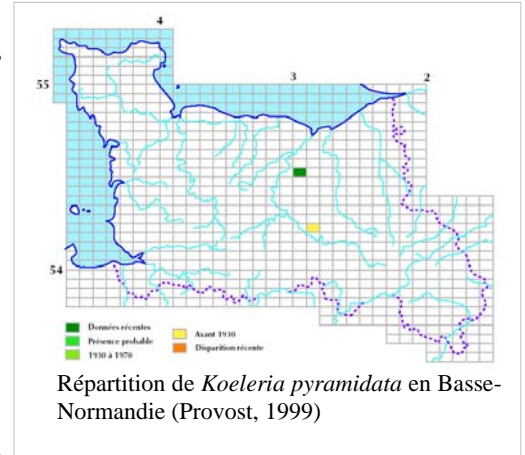 4
55
3
2
54
Données récentes
Présence probable
1930 à 1970
Avant 1930
Disparition récente
Répartition de Koeleria pyramidata en Basse-
Normandie (Provost, 1999)